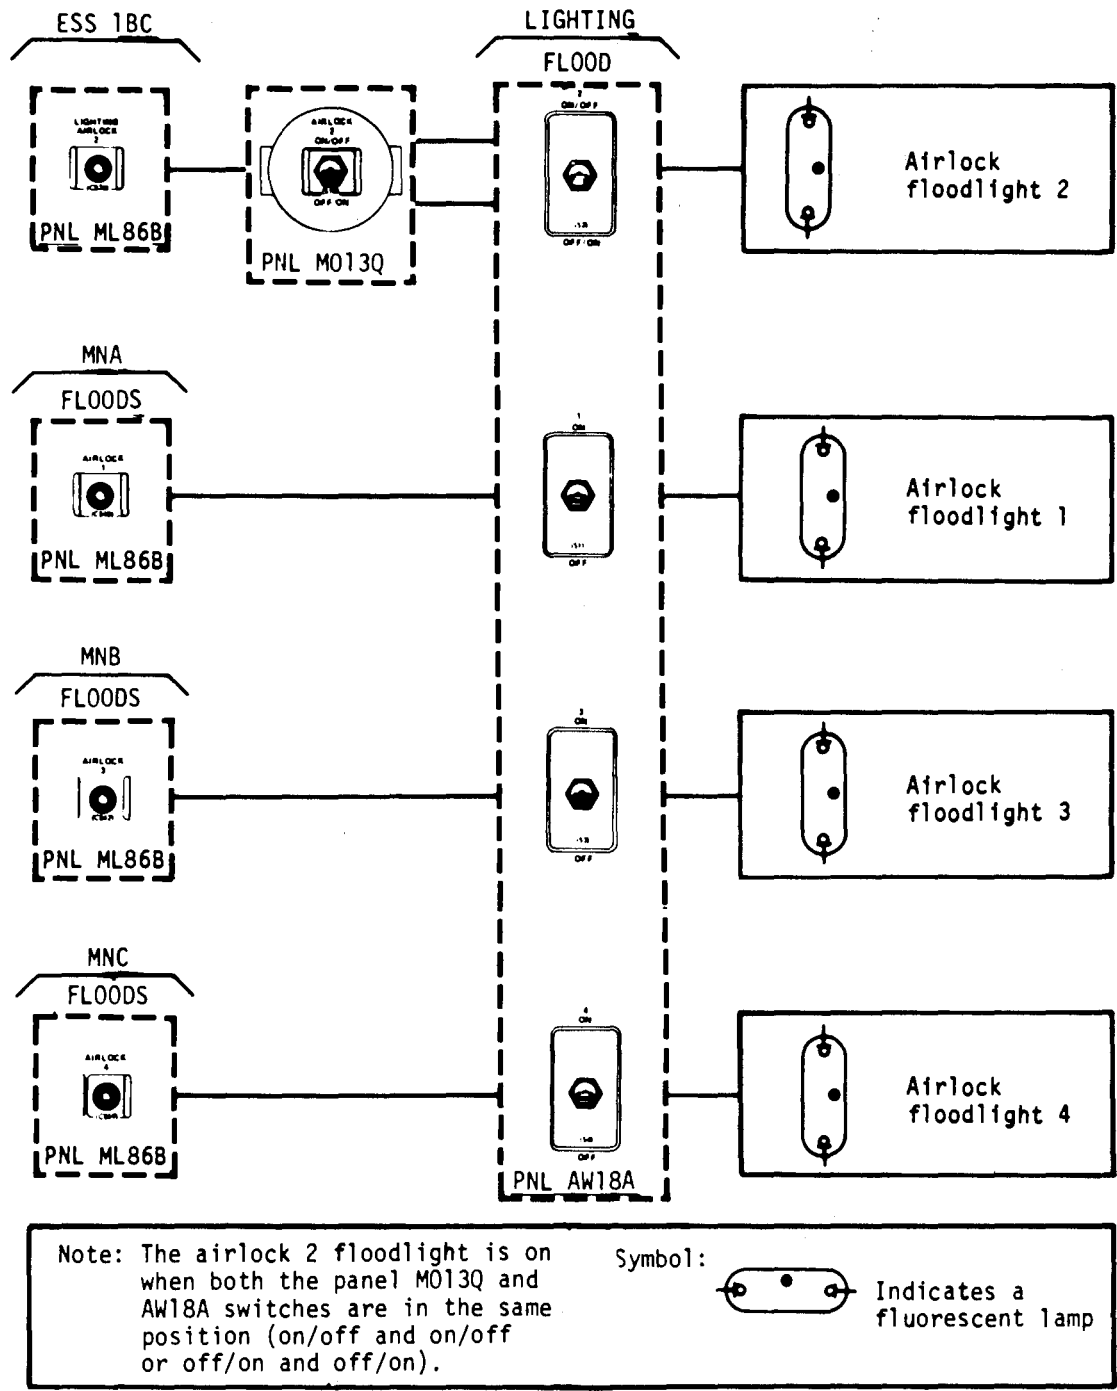 ESS 1BC
LIGHTING
FLOOD
LIGHTING
AIRLOCK
2
PNL ML86B
AIRLOCK
2
ON/OFF
OFF/ON
PNL MO13Q
2
ON/OFF
OFF/ON
Airlock
floodlight 2
MNA
FLOODS
AIRLOCK
1
PNL ML86B
1
ON
OFF
Airlock
floodlight 1
MNB
FLOODS
AIRLOCK
3
PNL ML86B
3
ON
OFF
Airlock
floodlight 3
MNC
FLOODS
AIRLOCK
4
PNL ML86B
4
ON
OFF
Airlock
floodlight 4
PNL AW18A
Note: The airlock 2 floodlight is on
when both the panel MO13Q and
AW18A switches are in the same
position (on/off and on/off
or off/on and off/on).
Symbol:
Indicates a
fluorescent lamp